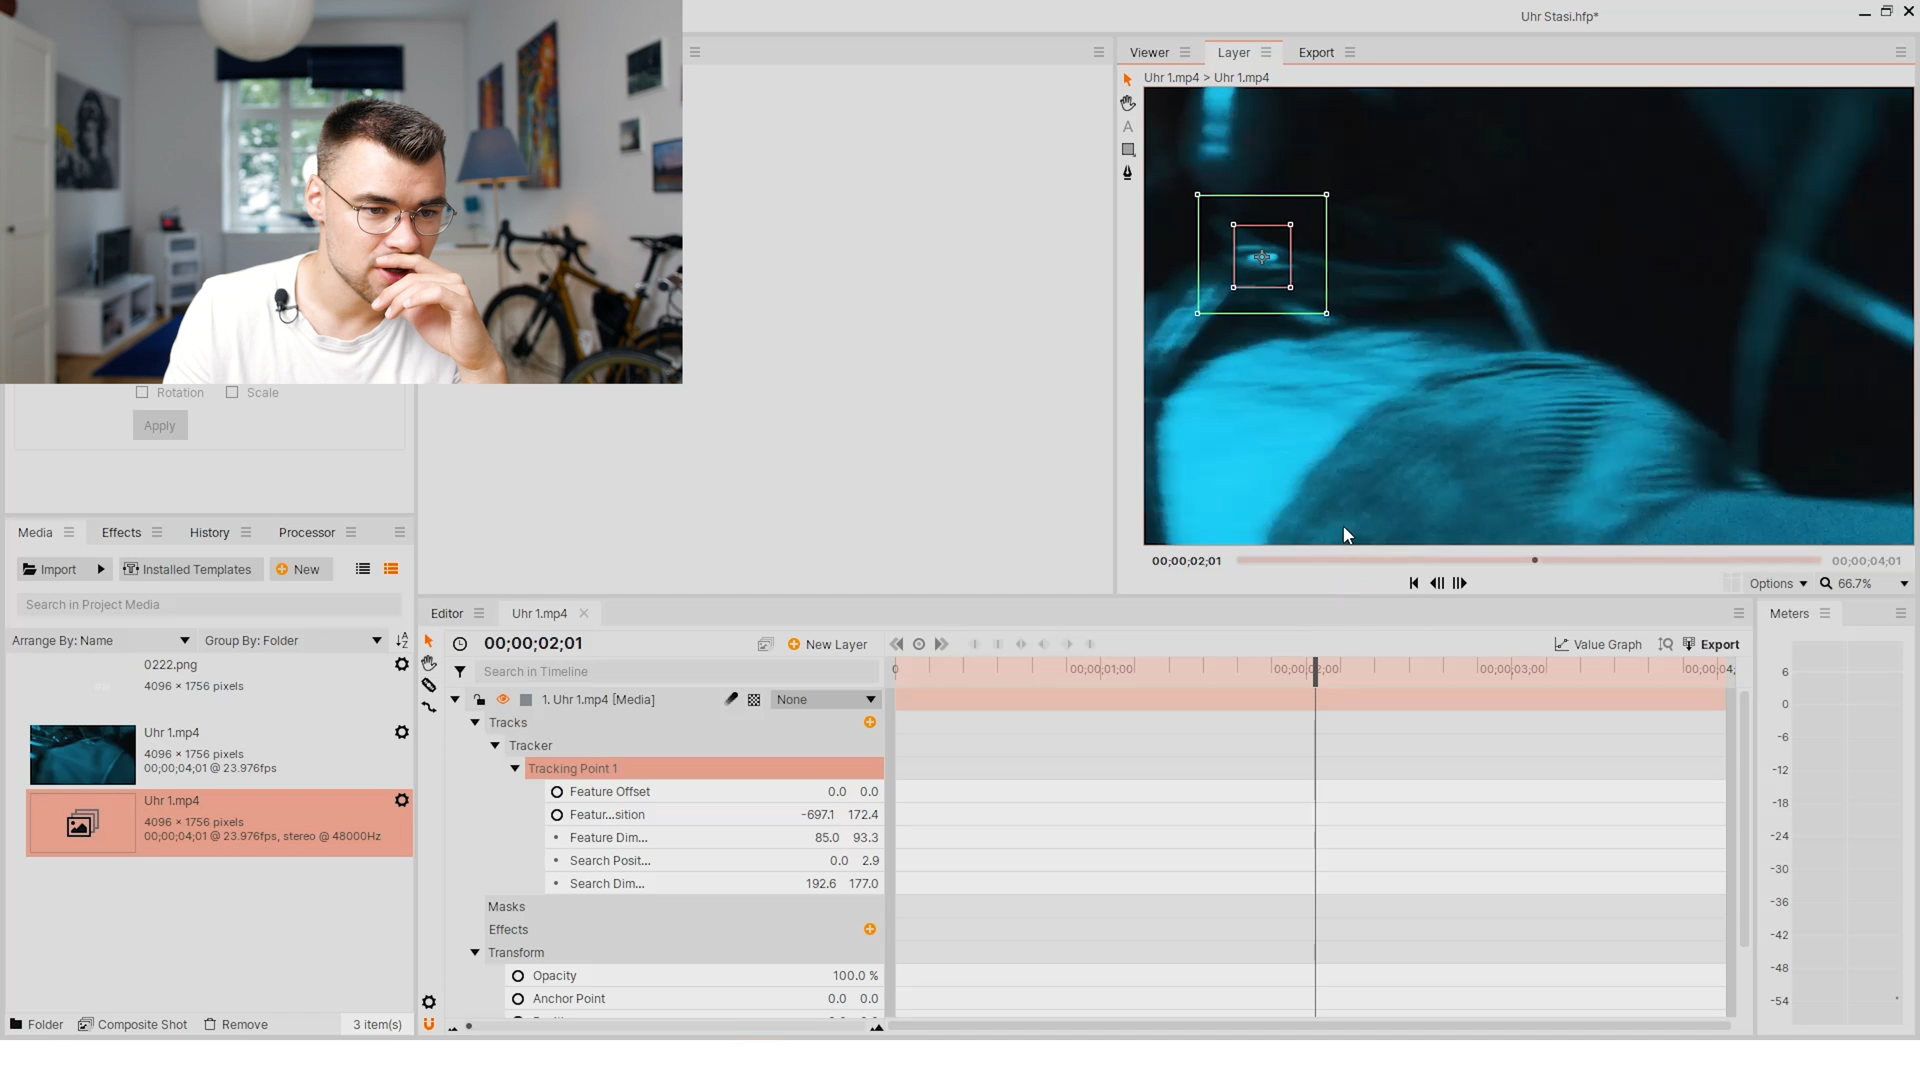 Uhr Stasi.hfp*
Viewer
Layer
Export
Uhr 1.mp4 > Uhr 1.mp4
A
Rotation
Scale
Apply
00;00;02;01
00;00;04;01
Options
66.7%
Media
Effects
History
Processor
Import
Installed Templates
New
Search in Project Media
Arrange By: Name
Group By: Folder
0222.png
4096 × 1756 pixels
Uhr 1.mp4
4096 × 1756 pixels
00;00;04;01 @ 23.976fps
Uhr 1.mp4
4096 × 1756 pixels
00;00;04;01 @ 23.976fps, stereo @ 48000Hz
Folder
Composite Shot
Remove
3 item(s)
Editor
Uhr 1.mp4
00;00;02;01
New Layer
Value Graph
Export
Search in Timeline
0
00;00;01;00
00;00;02;00
00;00;03;00
00;00;04;
1. Uhr 1.mp4 [Media]
None
Tracks
Tracker
Tracking Point 1
Feature Offset 0.0 0.0
Featur...sition -697.1 172.4
Feature Dim... 85.0 93.3
Search Posit... 0.0 2.9
Search Dim... 192.6 177.0
Masks
Effects
Transform
Opacity 100.0 %
Anchor Point 0.0 0.0
Meters
6
0
-6
-12
-18
-24
-30
-36
-42
-48
-54